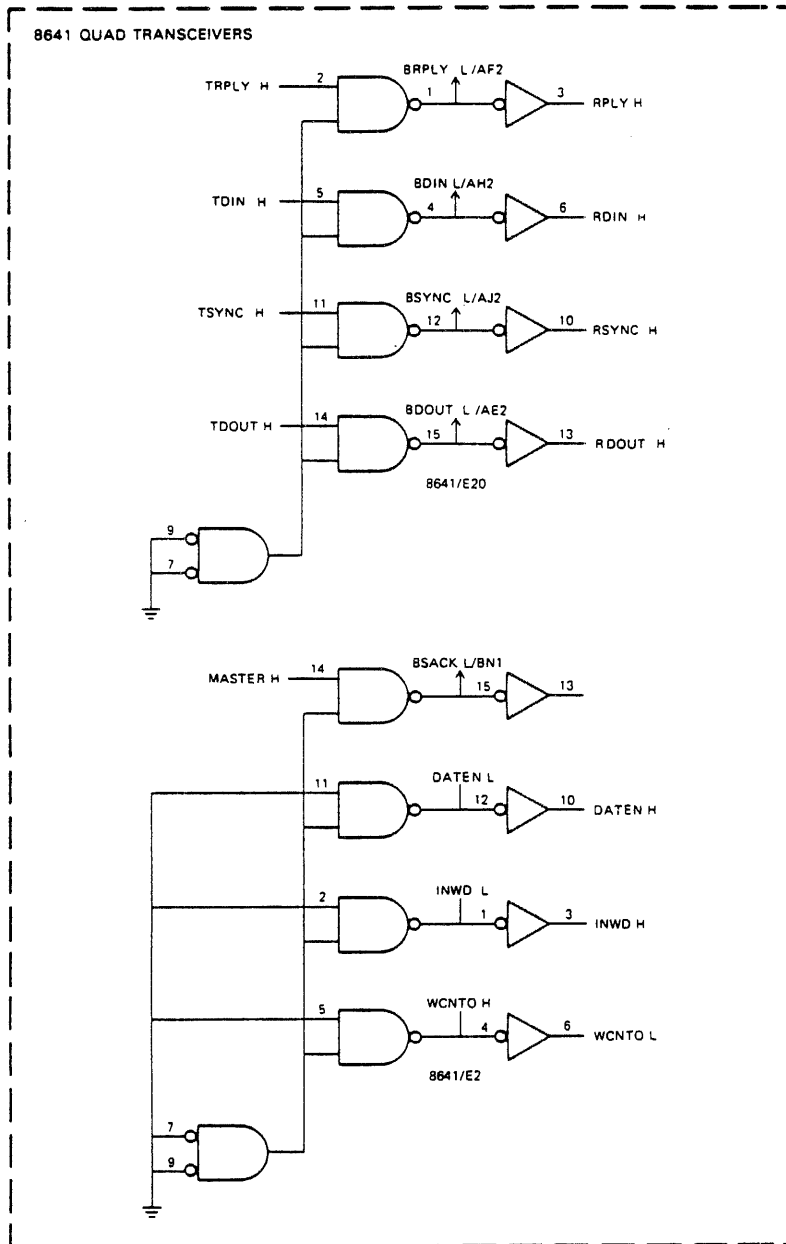 8641 QUAD TRANSCEIVERS
TRPLY H 2 1 BRPLY L/AF2 3 RPLY H
TDIN H 5 4 BDIN L/AH2 6 RDIN H
TSYNC H 11 12 BSYNC L/AJ2 10 RSYNC H
TDOUT H 14 15 BDOUT L/AE2 13 RDOUT H
8641/E20
9
7
MASTER H 14 BSACK L/BN1 15 13
11 DATEN L 12 10 DATEN H
2 INWD L 1 3 INWD H
5 WCNTO H 4 6 WCNTO L
8641/E2
7
9